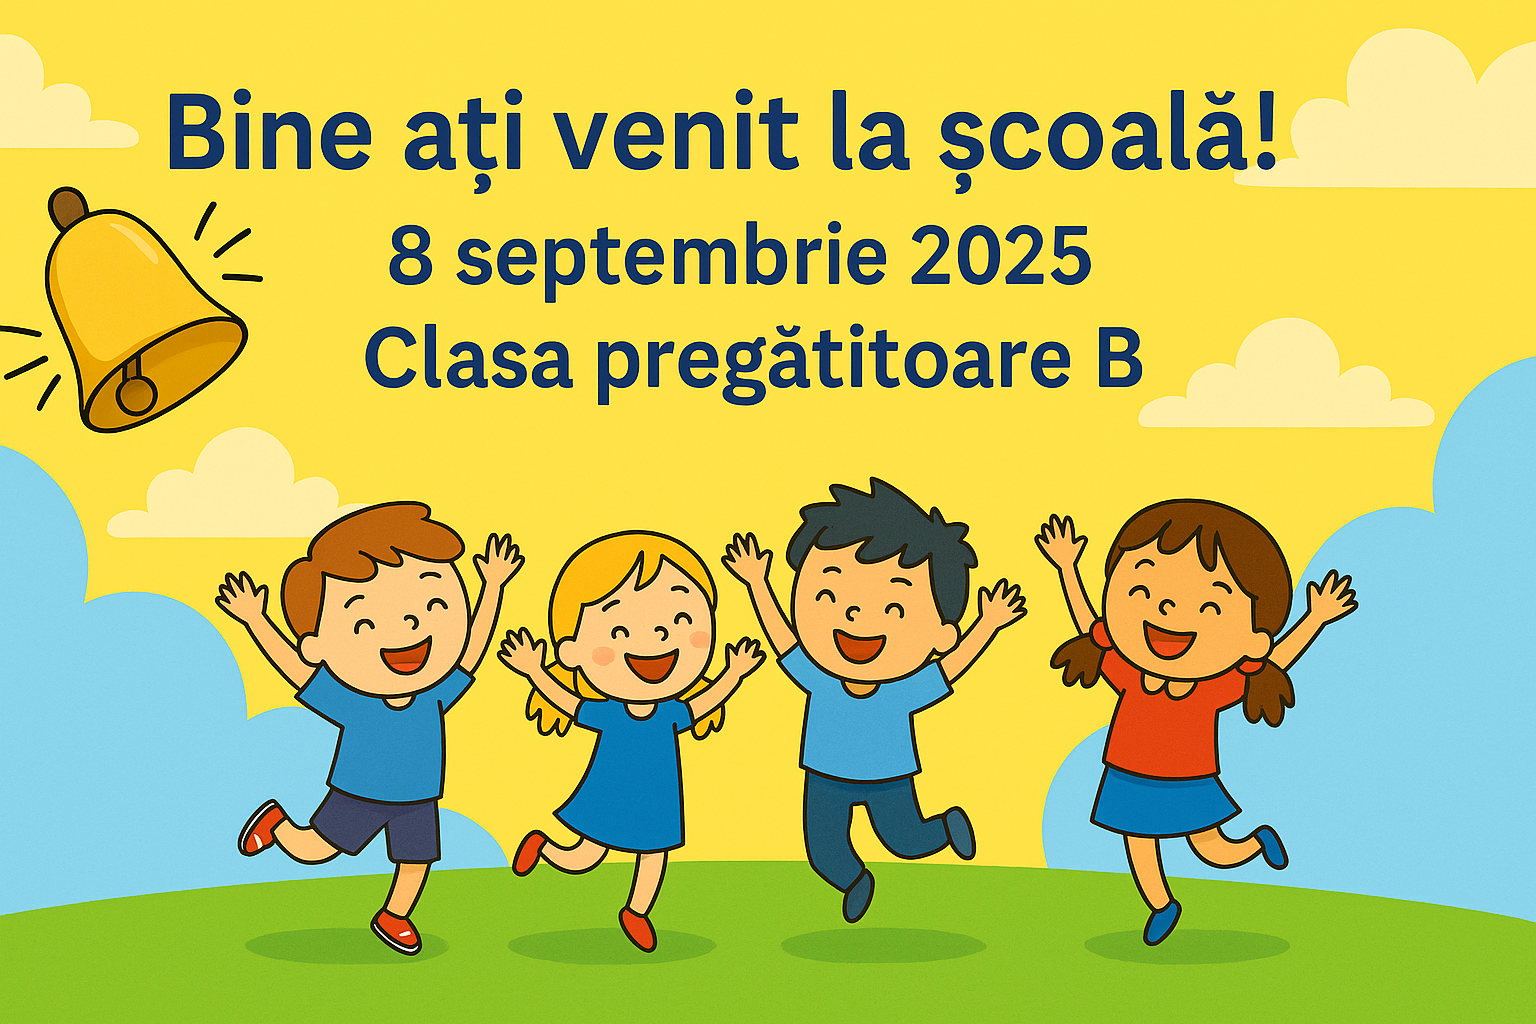 Bine ați venit la școală!
8 septembrie 2025
Clasa pregătitoare B